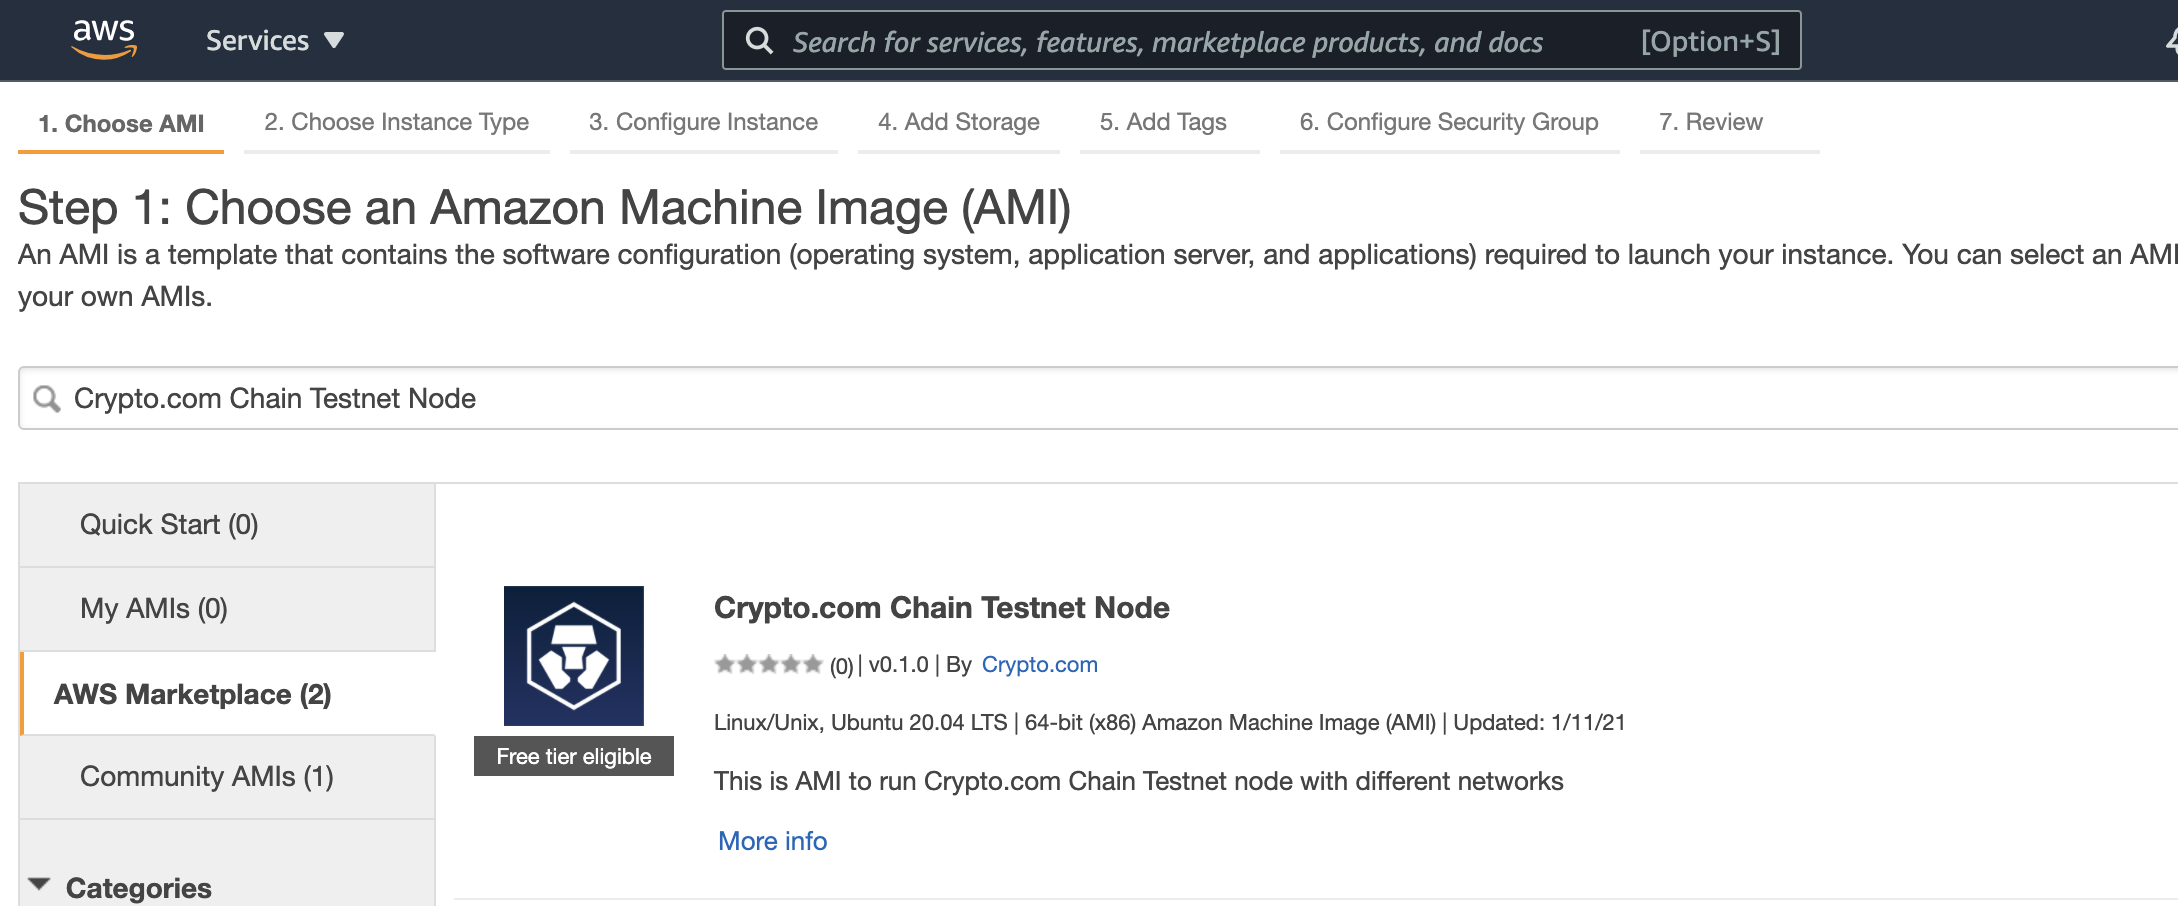 aws
Services
Search for services, features, marketplace products, and docs [Option+S]
1. Choose AMI 2. Choose Instance Type 3. Configure Instance 4. Add Storage 5. Add Tags 6. Configure Security Group 7. Review
Step 1: Choose an Amazon Machine Image (AMI)
An AMI is a template that contains the software configuration (operating system, application server, and applications) required to launch your instance. You can select an AMI
your own AMIs.
Crypto.com Chain Testnet Node
Quick Start (0)
My AMIs (0)
AWS Marketplace (2)
Community AMIs (1)
Categories
Free tier eligible
Crypto.com Chain Testnet Node
(0) | v0.1.0 | By Crypto.com
Linux/Unix, Ubuntu 20.04 LTS | 64-bit (x86) Amazon Machine Image (AMI) | Updated: 1/11/21
This is AMI to run Crypto.com Chain Testnet node with different networks
More info